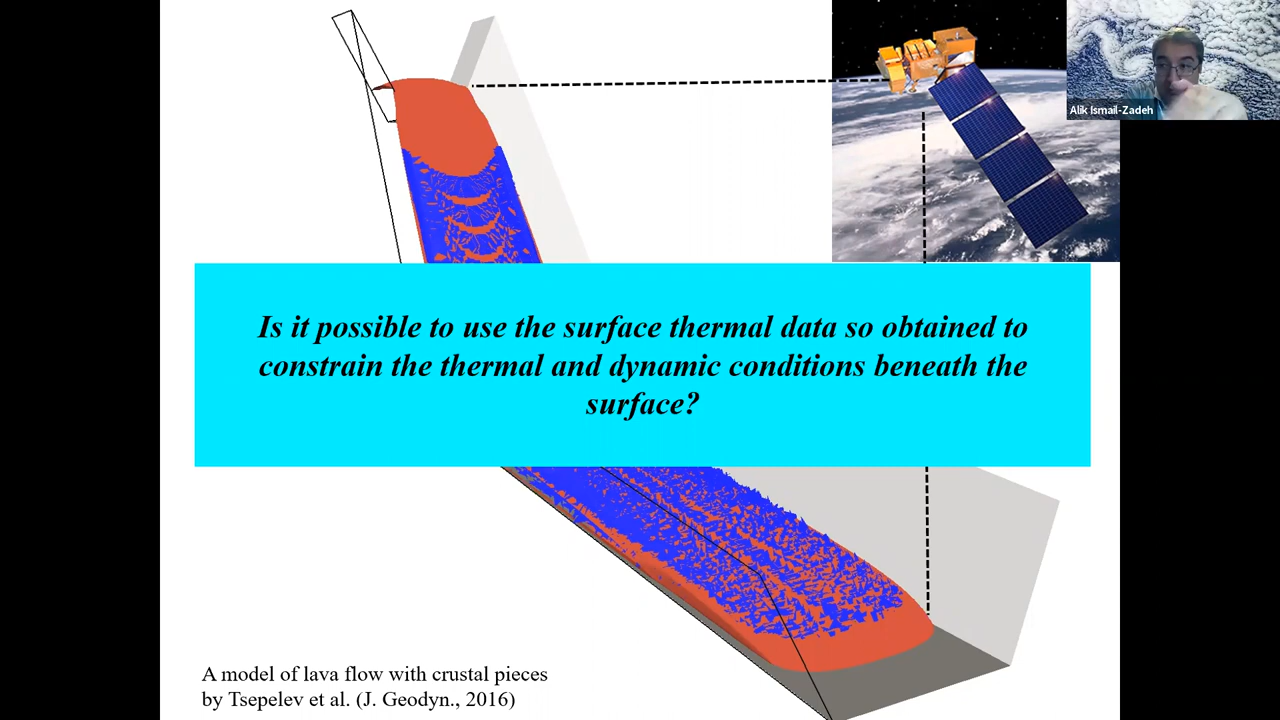 Alik Ismail-Zadeh
Is it possible to use the surface thermal data so obtained to
constrain the thermal and dynamic conditions beneath the
surface?
A model of lava flow with crustal pieces
by Tsepelev et al. (J. Geodyn., 2016)